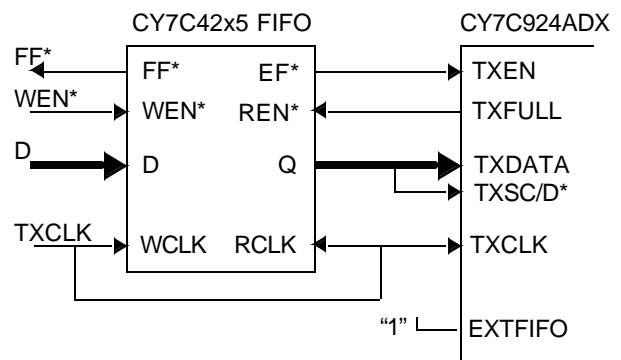 CY7C42x5 FIFO CY7C924ADX
FF* FF* EF* TXEN
WEN* WEN* REN* TXFULL
D D Q TXDATA
TXSC/D*
TXCLK WCLK RCLK TXCLK
“1” EXTFIFO